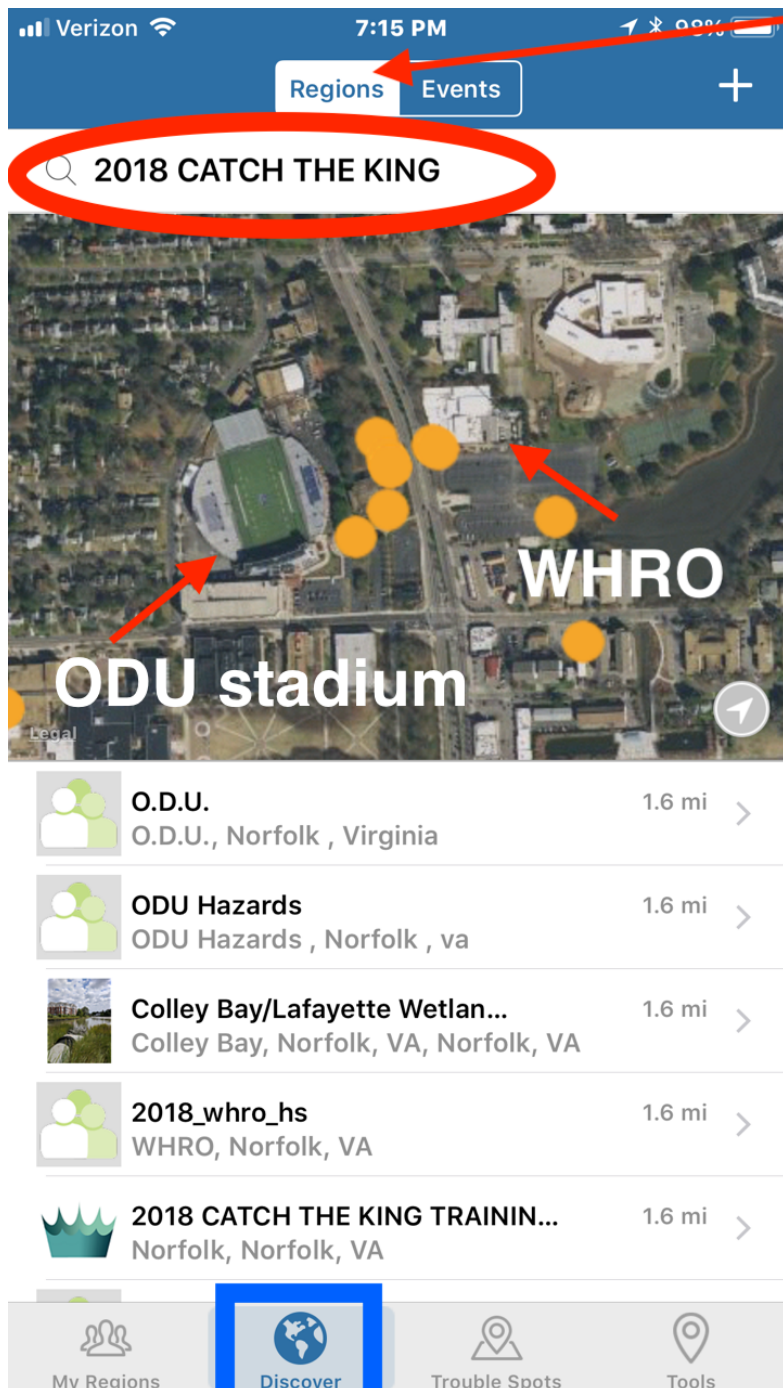 Verizon 7:15 PM 98%
Regions Events +
2018 CATCH THE KING
WHRO
ODU stadium
Legal
O.D.U. 1.6 mi
O.D.U., Norfolk , Virginia
ODU Hazards 1.6 mi
ODU Hazards , Norfolk , va
Colley Bay/Lafayette Wetlan... 1.6 mi
Colley Bay, Norfolk, VA, Norfolk, VA
2018_whro_hs 1.6 mi
WHRO, Norfolk, VA
2018 CATCH THE KING TRAININ... 1.6 mi
Norfolk, Norfolk, VA
My Regions Discover Trouble Spots Tools